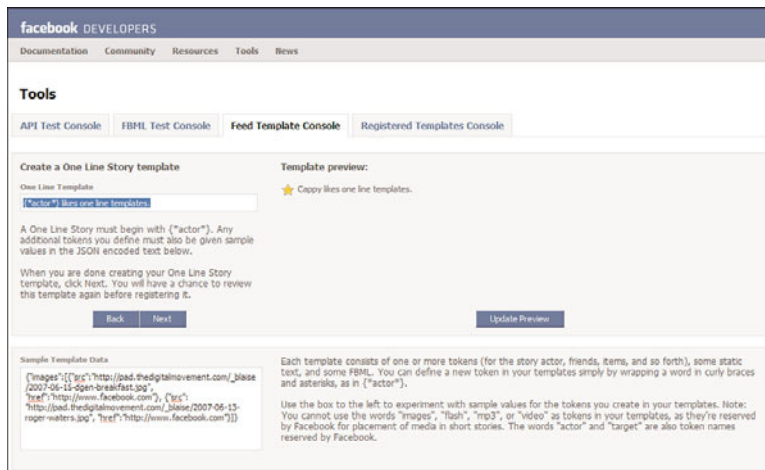 facebook DEVELOPERS
Documentation Community Resources Tools News
Tools
API Test Console FBML Test Console Feed Template Console Registered Templates Console
Create a One Line Story template
One Line Template
{*actor*} likes one line templates.
A One Line Story must begin with {*actor*}. Any
additional tokens you define must also be given sample
values in the JSON encoded text below.
When you are done creating your One Line Story
template, click Next. You will have a chance to review
this template again before registering it.
Back Next
Template preview:
Cappy likes one line templates.
Update Preview
Sample Template Data
{"images":[{"src":"http://pad.thedigitalmovement.com/_blaise
/2007-06-15-dgen-breakfast.jpg",
"href":"http://www.facebook.com"}, {"src":
"http://pad.thedigitalmovement.com/_blaise/2007-06-13-
roger-waters.jpg", "href":"http://www.facebook.com"}]}
Each template consists of one or more tokens (for the story actor, friends, items, and so forth), some static
text, and some FBML. You can define a new token in your templates simply by wrapping a word in curly braces
and asterisks, as in {*actor*}.
Use the box to the left to experiment with sample values for the tokens you create in your templates. Note:
You cannot use the words "images", "flash", "mp3", or "video" as tokens in your templates, as they're reserved
by Facebook for placement of media in short stories. The words "actor" and "target" are also token names
reserved by Facebook.